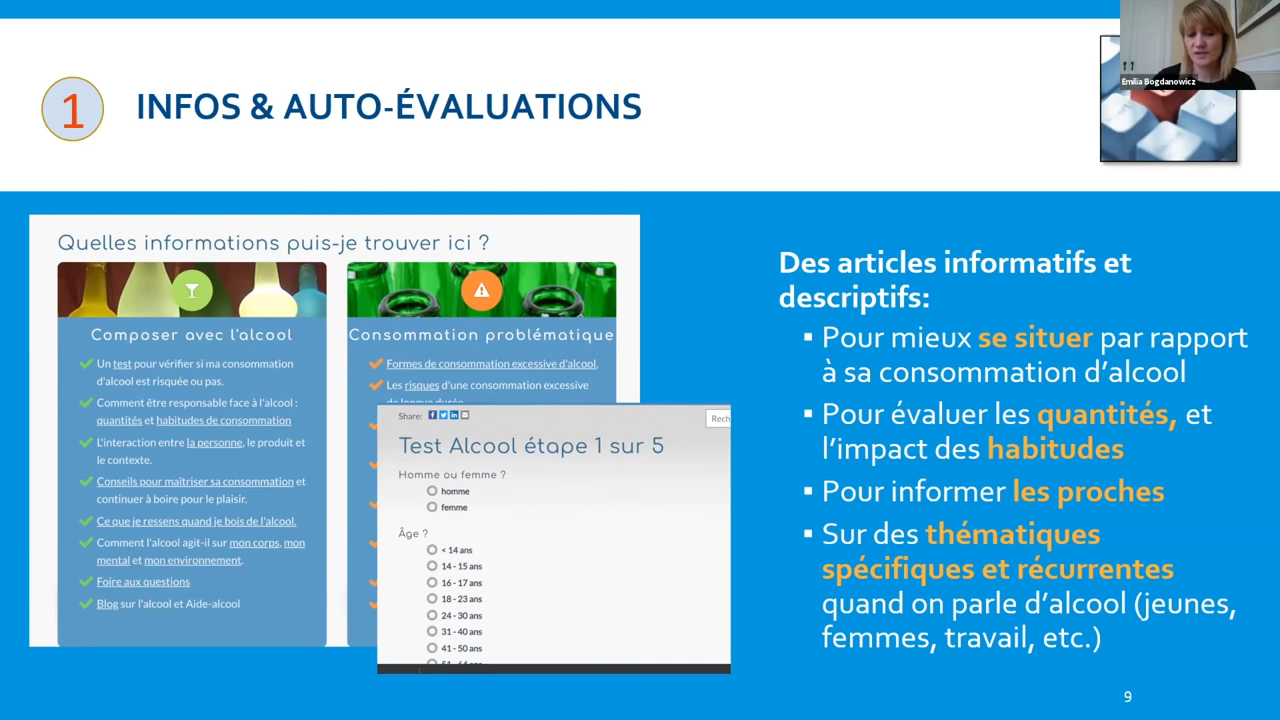 Emilia Bogdanowicz
1
INFOS & AUTO-ÉVALUATIONS
Quelles informations puis-je trouver ici ?
Composer avec l'alcool
Un test pour vérifier si ma consommation
d'alcool est risquée ou pas.
Comment être responsable face à l'alcool :
quantités et habitudes de consommation
L'interaction entre la personne, le produit et
le contexte.
Conseils pour maîtriser sa consommation et
continuer à boire pour le plaisir.
Ce que je ressens quand je bois de l'alcool.
Comment l'alcool agit-il sur mon corps, mon
mental et mon environnement.
Foire aux questions
Blog sur l'alcool et Aide-alcool
Consommation problématique
Formes de consommation excessive d'alcool,
Les risques d'une consommation excessive
de longue durée
Share:
Rech
Test Alcool étape 1 sur 5
Homme ou femme ?
homme
femme
Âge ?
< 14 ans
14 - 15 ans
16 - 17 ans
18 - 23 ans
24 - 30 ans
31 - 40 ans
41 - 50 ans
51 - 64 ans
Des articles informatifs et
descriptifs:
Pour mieux se situer par rapport
à sa consommation d'alcool
Pour évaluer les quantités, et
l'impact des habitudes
Pour informer les proches
Sur des thématiques
spécifiques et récurrentes
quand on parle d'alcool (jeunes,
femmes, travail, etc.)
9